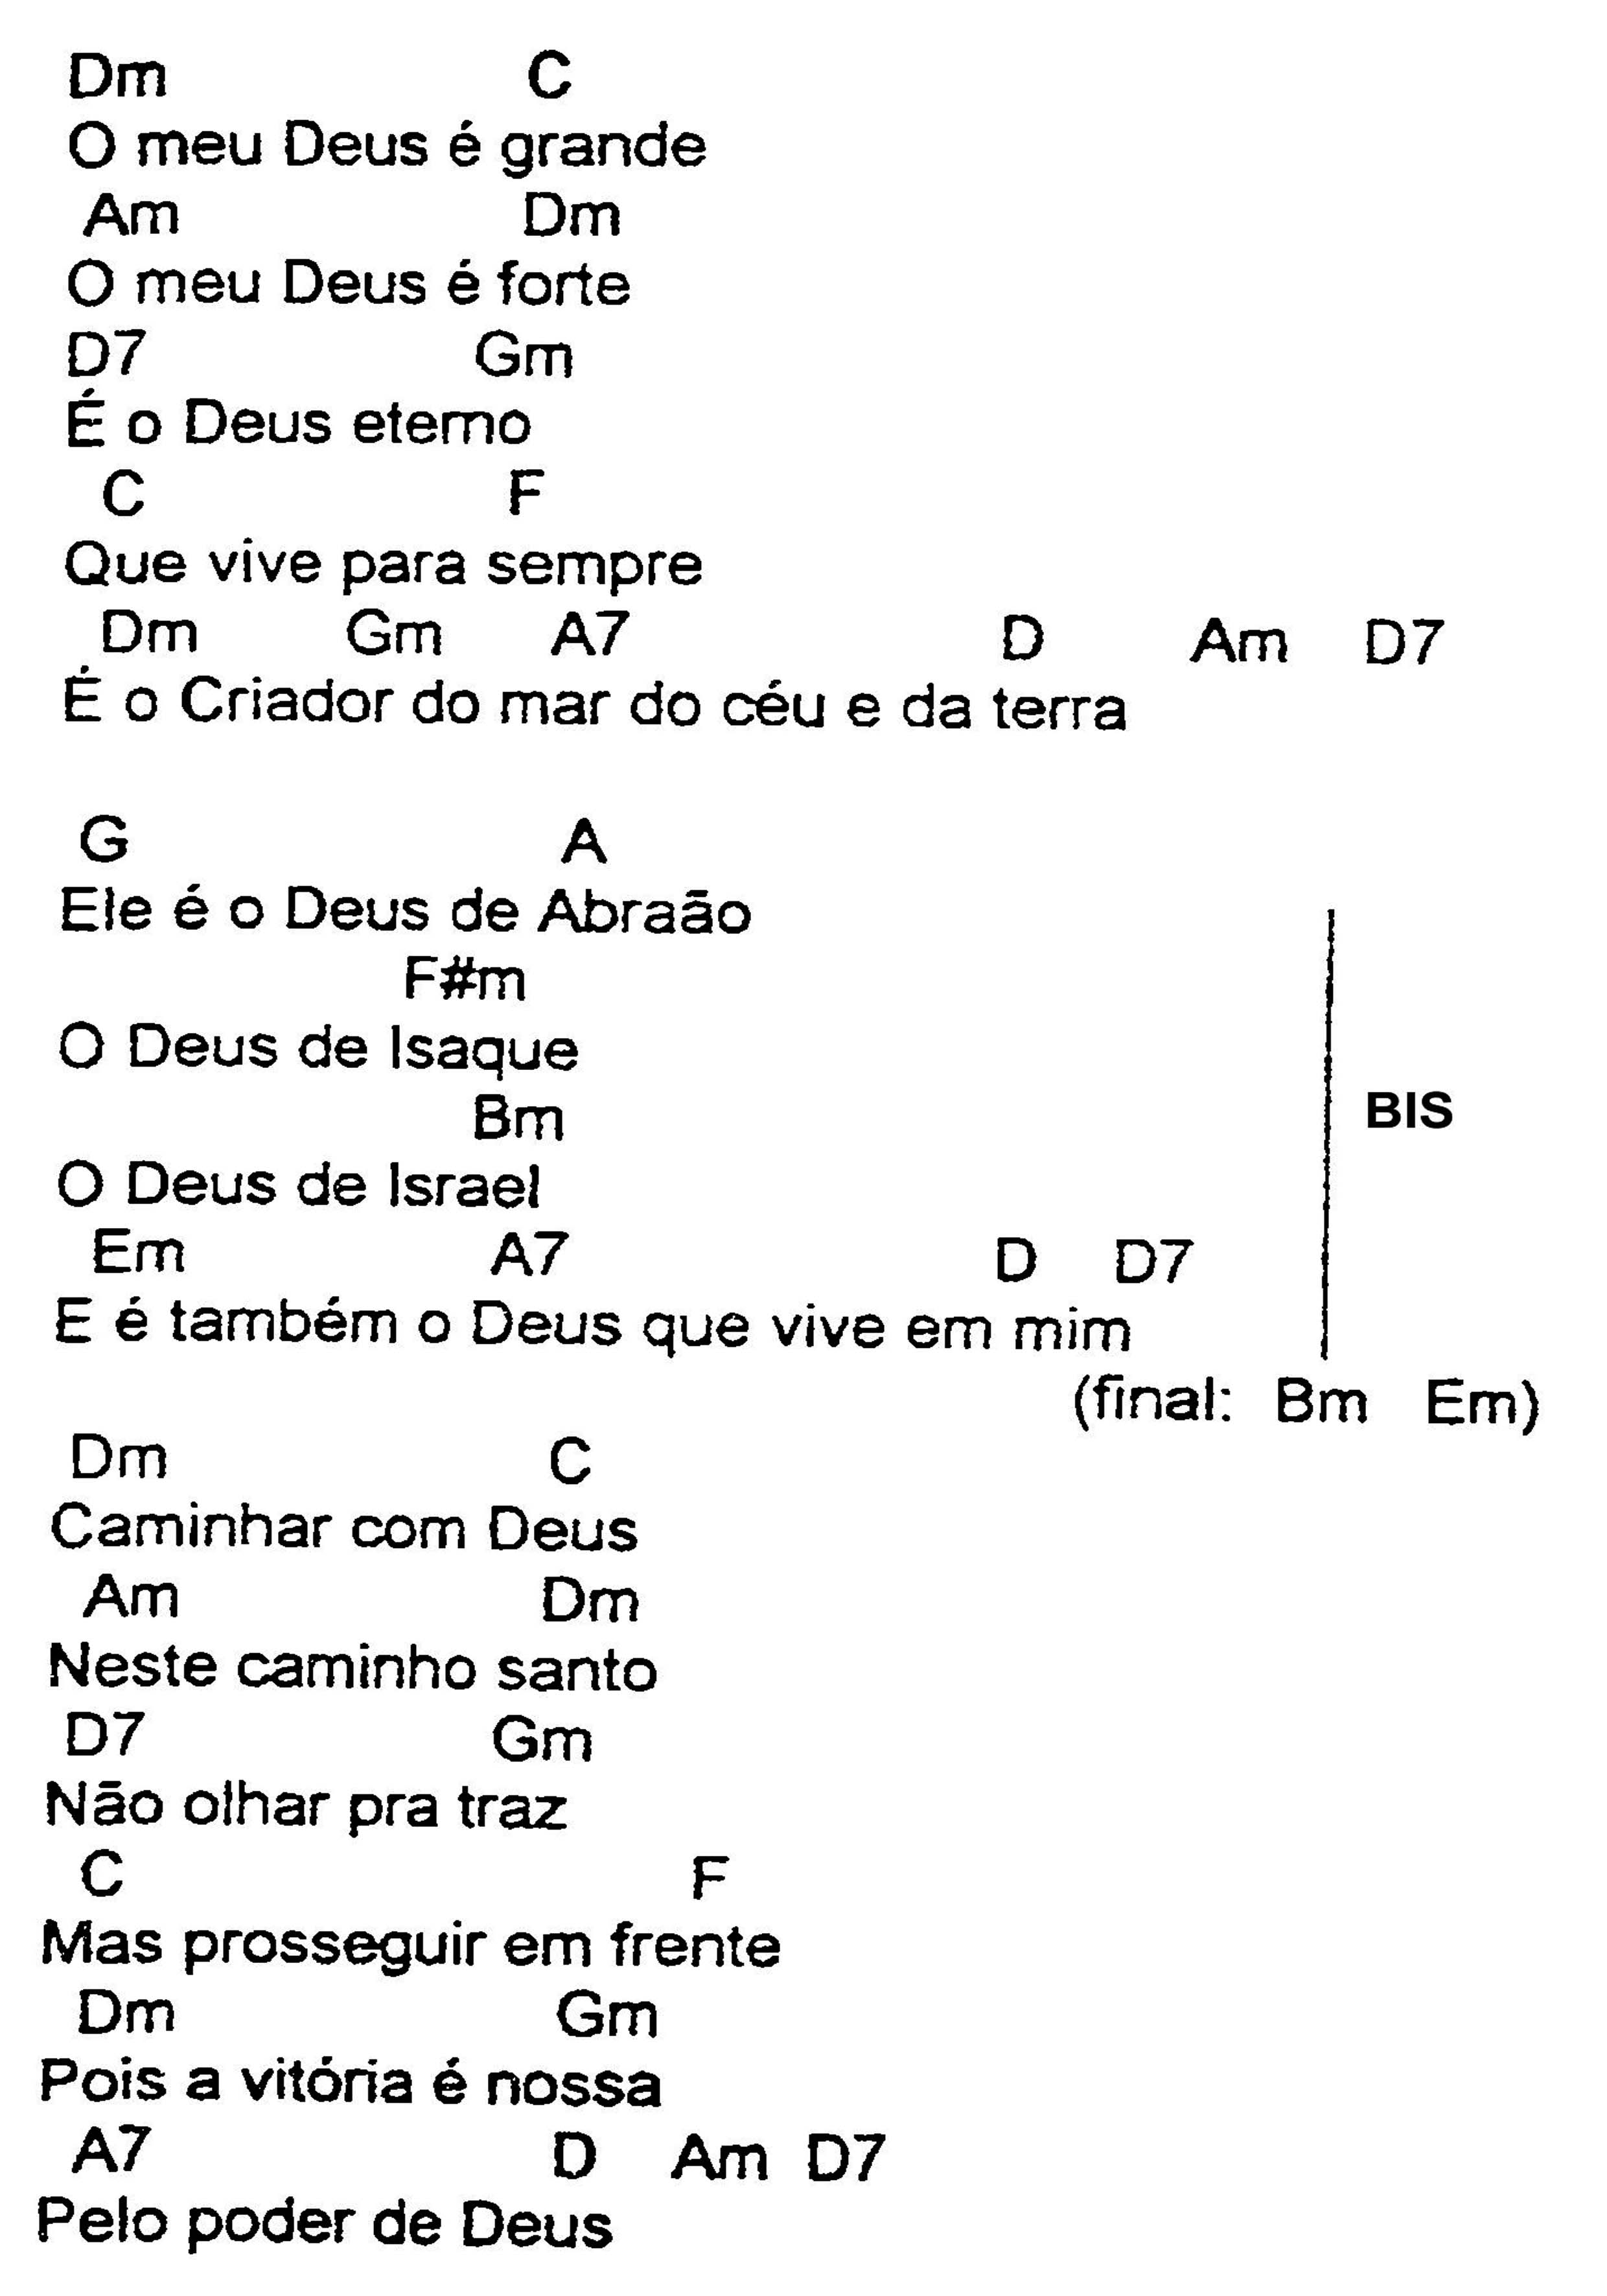 Dm C
O meu Deus é grande
Am Dm
O meu Deus é forte
D7 Gm
É o Deus eterno
C F
Que vive para sempre
Dm Gm A7 D Am D7
É o Criador do mar do céu e da terra
G A
Ele é o Deus de Abraão
F#m
O Deus de Isaque
Bm
BIS
O Deus de Israel
Em A7 D D7
E é também o Deus que vive em mim
(final: Bm Em)
Dm C
Caminhar com Deus
Am Dm
Neste caminho santo
D7 Gm
Não olhar pra traz
C F
Mas prosseguir em frente
Dm Gm
Pois a vitória é nossa
A7 D Am D7
Pelo poder de Deus